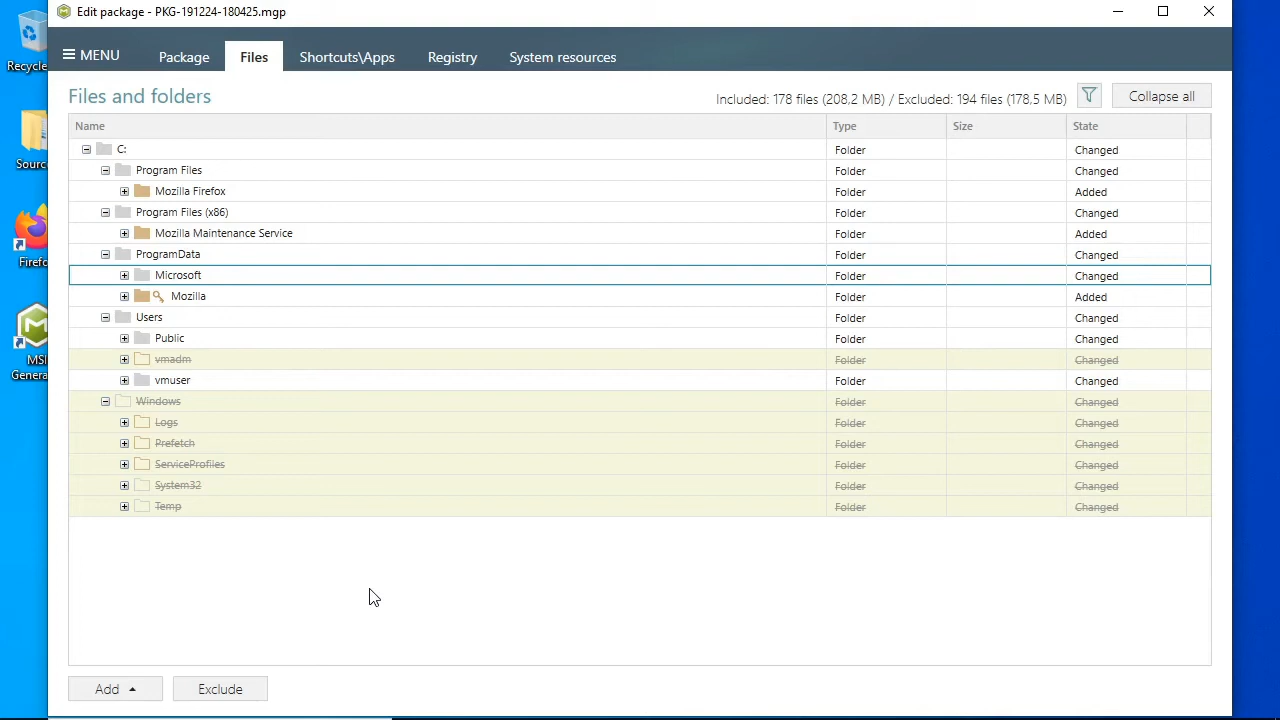 Edit package - PKG-191224-180425.mgp
MENU
Package
Files
Shortcuts\Apps
Registry
System resources
Files and folders
Included: 178 files (208,2 MB) / Excluded: 194 files (178,5 MB)
Collapse all
Name Type Size State
C: Folder Changed
Program Files Folder Changed
Mozilla Firefox Folder Added
Program Files (x86) Folder Changed
Mozilla Maintenance Service Folder Added
ProgramData Folder Changed
Microsoft Folder Changed
Mozilla Folder Added
Users Folder Changed
Public Folder Changed
vmadm Folder Changed
vmuser Folder Changed
Windows Folder Changed
Logs Folder Changed
Prefetch Folder Changed
ServiceProfiles Folder Changed
System32 Folder Changed
Temp Folder Changed
Add
Exclude
Recycle
Sourc
Firefo
MSI
Genera